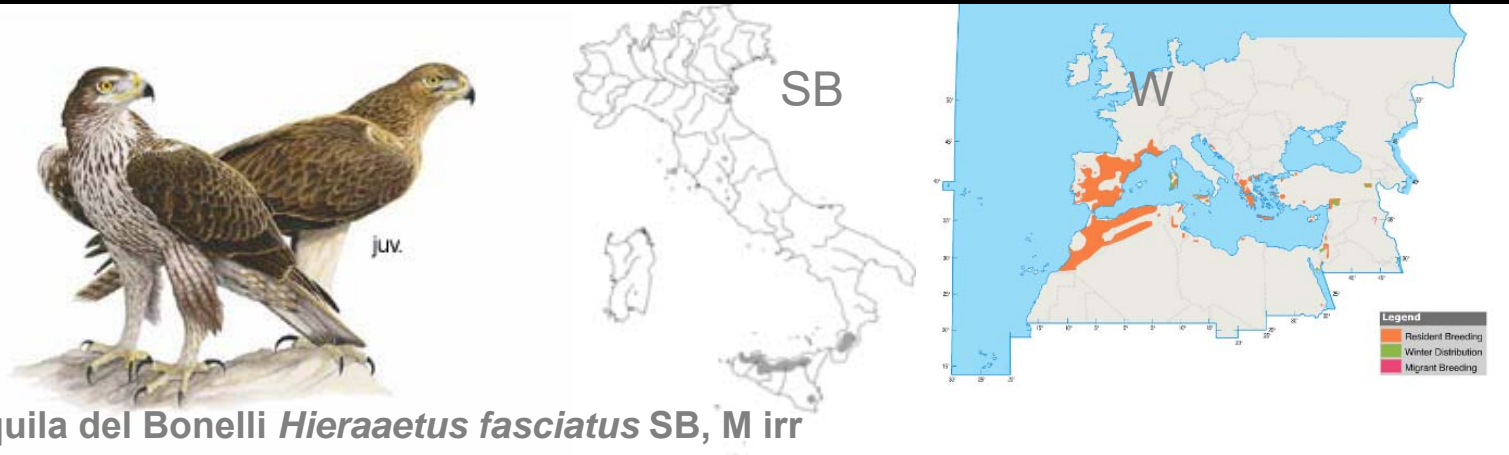 SB
W
juv.
Legend
Resident Breeding
Winter Distribution
Migrant Breeding
quila del Bonelli Hieraaetus fasciatus SB, M irr